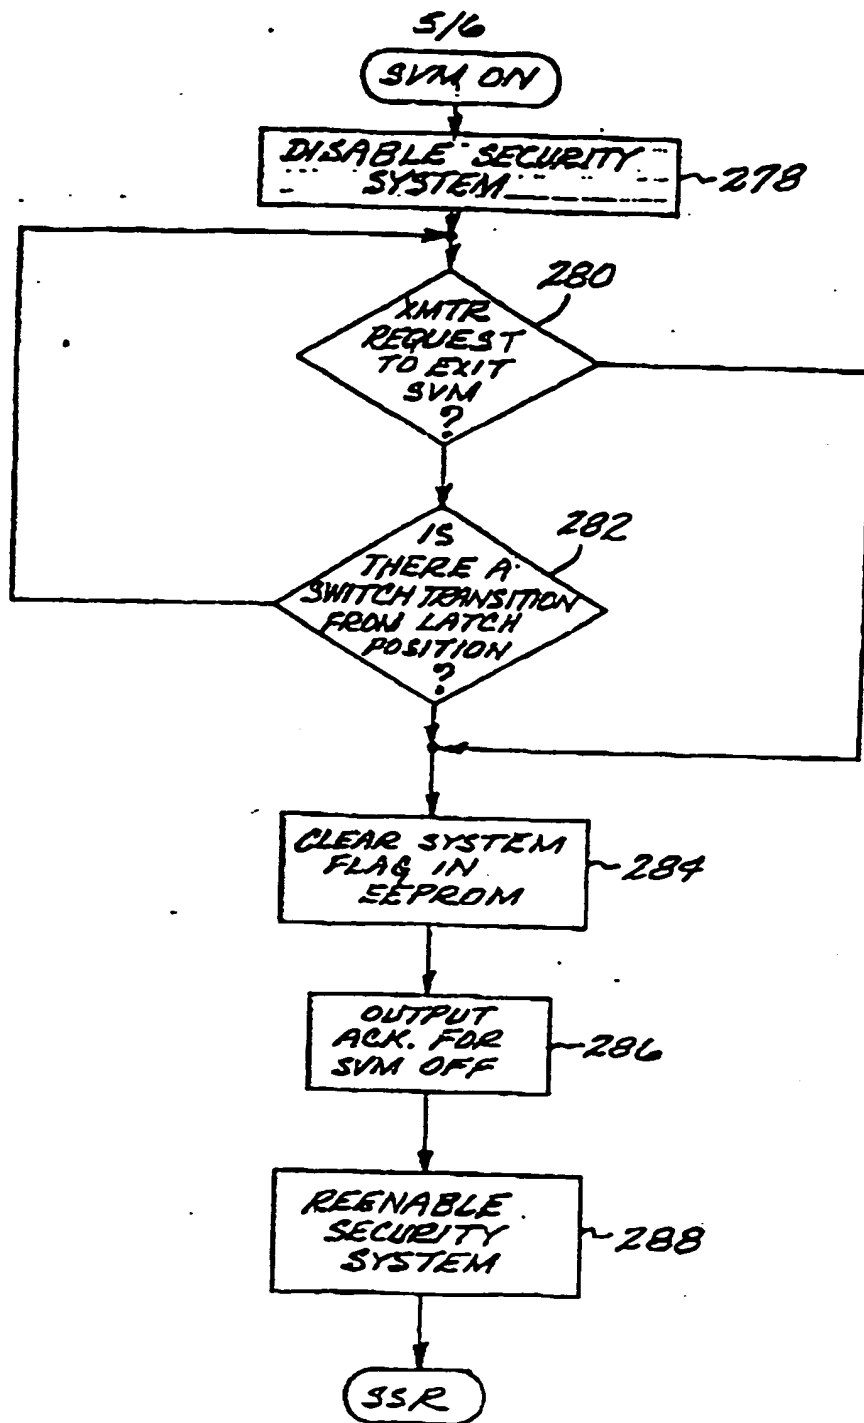 5/6
SVM ON
DISABLE SECURITY
SYSTEM
278
280
XMTR
REQUEST
TO EXIT
SVM
?
282
IS
THERE A
SWITCH TRANSITION
FROM LATCH
POSITION
?
CLEAR SYSTEM
FLAG IN
EEPROM
284
OUTPUT
ACK. FOR
SVM OFF
286
REENABLE
SECURITY
SYSTEM
288
SSR